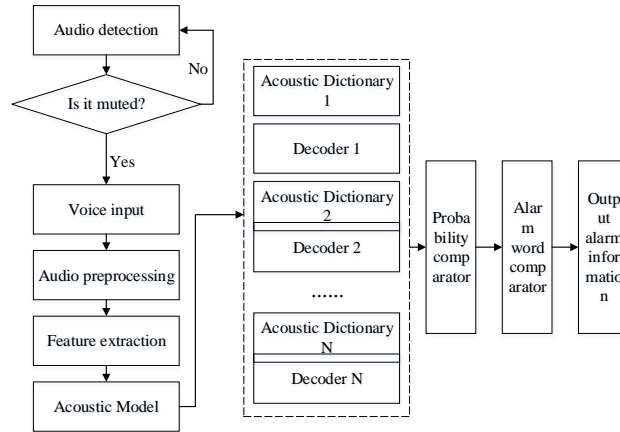 Audio detection
No
Is it muted?
Yes
Voice input
Audio preprocessing
Feature extraction
Acoustic Model
Acoustic Dictionary
1
Decoder 1
Acoustic Dictionary
2
Decoder 2
......
Acoustic Dictionary
N
Decoder N
Proba
bility
comp
arator
Alar
m
word
comp
arator
Outp
ut
alarm
infor
matio
n